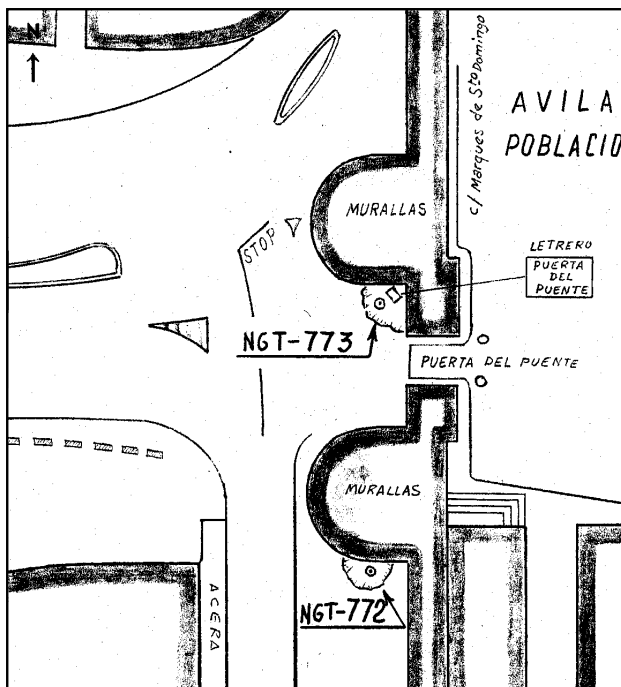 N
AVILA
POBLACIO
c/ Marques de Sto Domingo
MURALLAS
STOP
LETRERO
PUERTA
DEL
PUENTE
NGT-773
PUERTA DEL PUENTE
MURALLAS
NGT-772
ACERA